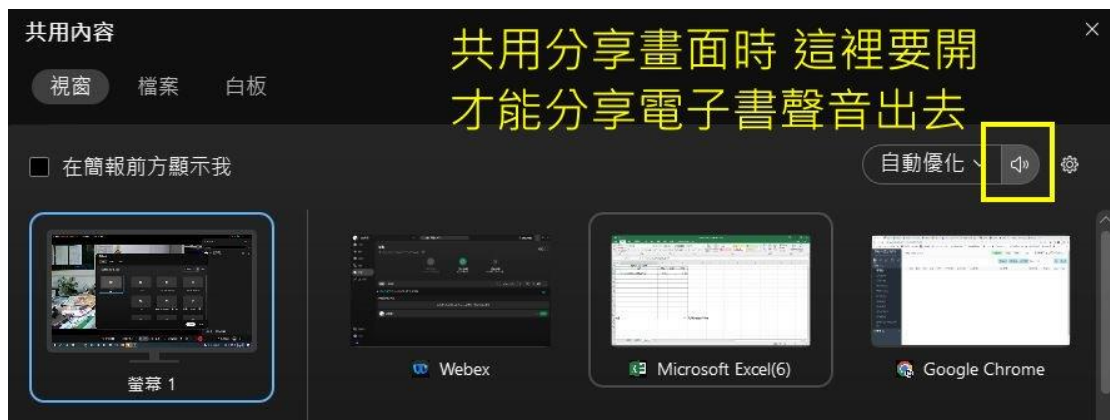 共用內容
共用分享畫面時 這裡要開
才能分享電子書聲音出去
視窗 檔案 白板
在簡報前方顯示我
自動優化
螢幕 1
Webex
Microsoft Excel(6)
Google Chrome